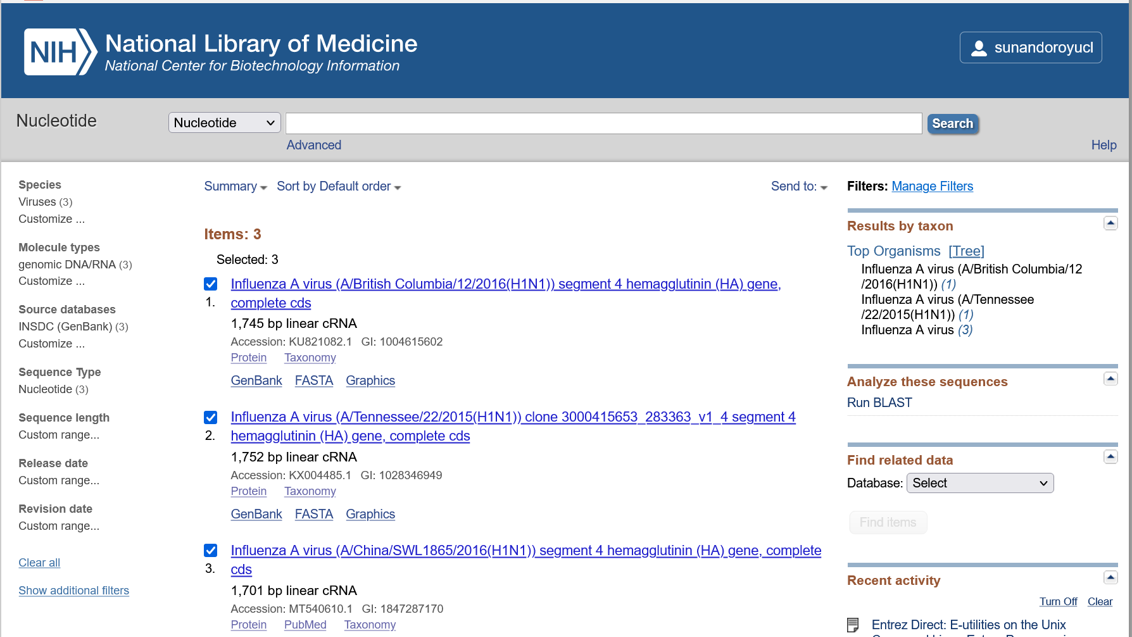 NIH
National Library of Medicine
National Center for Biotechnology Information
sunandoroyucl
Nucleotide
Nucleotide
Search
Advanced
Help
Species
Viruses (3)
Customize ...
Molecule types
genomic DNA/RNA (3)
Customize ...
Source databases
INSDC (GenBank) (3)
Customize ...
Sequence Type
Nucleotide (3)
Sequence length
Custom range...
Release date
Custom range...
Revision date
Custom range...
Clear all
Show additional filters
Summary
Sort by Default order
Send to:
Items: 3
Selected: 3
1.
Influenza A virus (A/British Columbia/12/2016(H1N1)) segment 4 hemagglutinin (HA) gene,
complete cds
1,745 bp linear cRNA
Accession: KU821082.1 GI: 1004615602
Protein Taxonomy
GenBank FASTA Graphics
2.
Influenza A virus (A/Tennessee/22/2015(H1N1)) clone 3000415653_283363_v1_4 segment 4
hemagglutinin (HA) gene, complete cds
1,752 bp linear cRNA
Accession: KX004485.1 GI: 1028346949
Protein Taxonomy
GenBank FASTA Graphics
3.
Influenza A virus (A/China/SWL1865/2016(H1N1)) segment 4 hemagglutinin (HA) gene, complete
cds
1,701 bp linear cRNA
Accession: MT540610.1 GI: 1847287170
Protein PubMed Taxonomy
Filters: Manage Filters
Results by taxon
Top Organisms [Tree]
Influenza A virus (A/British Columbia/12
/2016(H1N1)) (1)
Influenza A virus (A/Tennessee
/22/2015(H1N1)) (1)
Influenza A virus (3)
Analyze these sequences
Run BLAST
Find related data
Database: Select
Find items
Recent activity
Turn Off Clear
Entrez Direct: E-utilities on the Unix